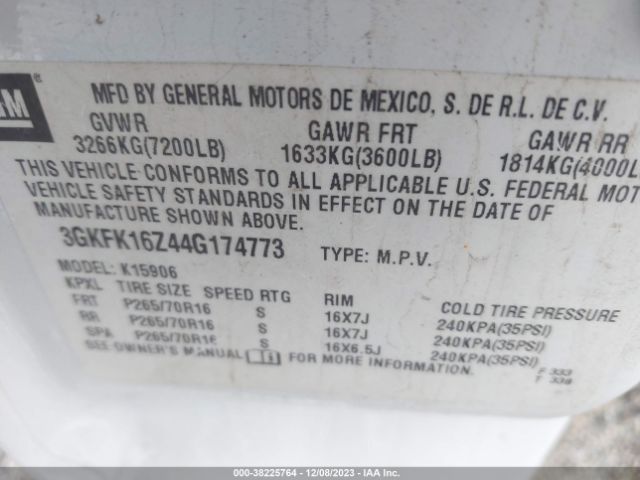 GM
®
MFD BY GENERAL MOTORS DE MEXICO, S. DE R.L. DE C.V.
GVWR GAWR FRT GAWR RR
3266KG(7200LB) 1633KG(3600LB) 1814KG(4000L
THIS VEHICLE CONFORMS TO ALL APPLICABLE U.S. FEDERAL MOT
VEHICLE SAFETY STANDARDS IN EFFECT ON THE DATE OF
MANUFACTURE SHOWN ABOVE.
3GKFK16Z44G174773 TYPE: M.P.V.
MODEL: K15906
KPXL TIRE SIZE SPEED RTG RIM COLD TIRE PRESSURE
FRT P265/70R16 S 16X7J 240KPA(35PSI)
RR P265/70R16 S 16X7J 240KPA(35PSI)
SPA P265/70R16 S 16X6.5J 240KPA(35PSI)
SEE OWNER'S MANUAL FOR MORE INFORMATION.
F 333
T 338
000-38225764 - 12/08/2023 - IAA Inc.